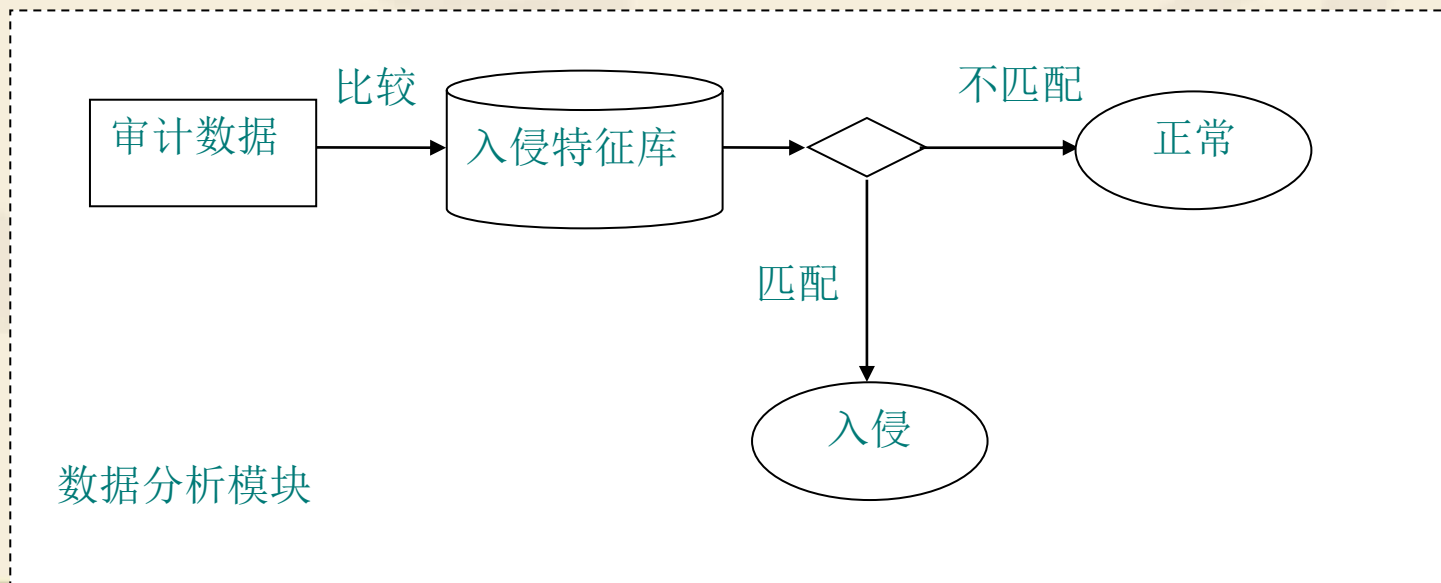 比较
不匹配
审计数据
入侵特征库
正常
匹配
入侵
数据分析模块